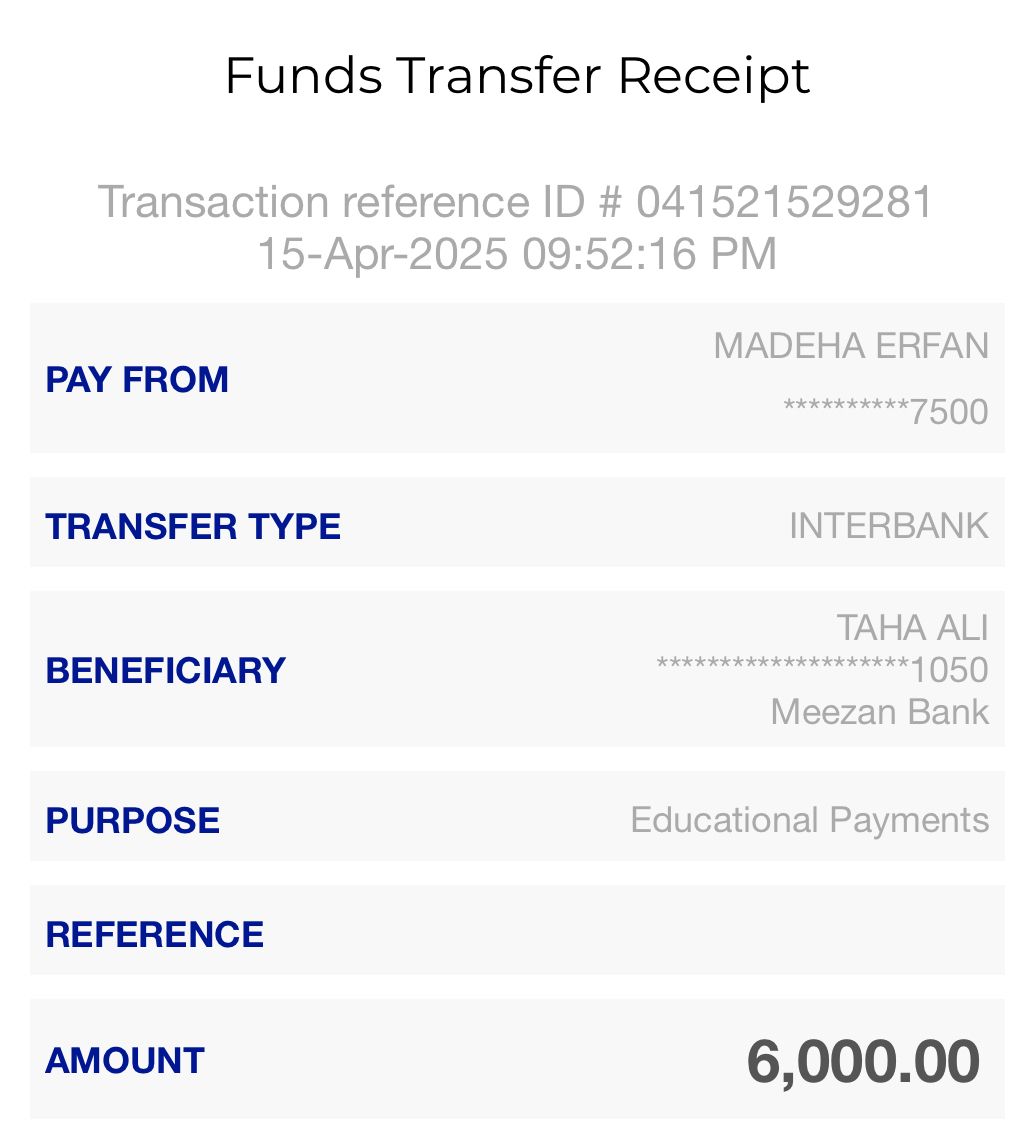 Funds Transfer Receipt
Transaction reference ID # 041521529281
15-Apr-2025 09:52:16 PM
PAY FROM
MADEHA ERFAN
**********7500
TRANSFER TYPE
INTERBANK
BENEFICIARY
TAHA ALI
********************1050
Meezan Bank
PURPOSE
Educational Payments
REFERENCE
AMOUNT
6,000.00